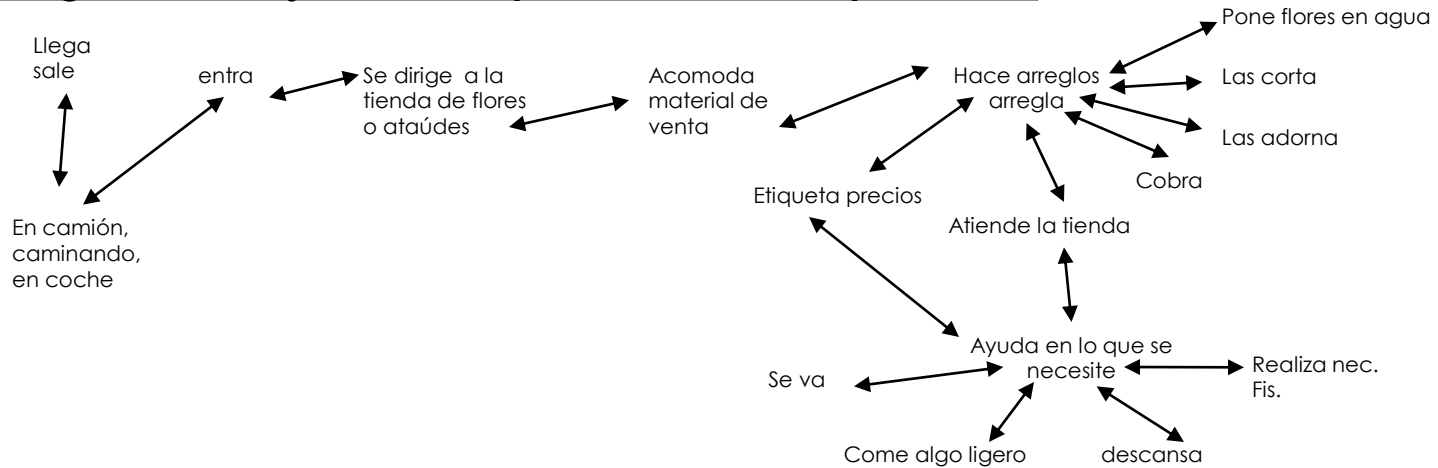 Llega
sale
entra
Se dirige a la
tienda de flores
o ataúdes
Acomoda
material de
venta
Hace arreglos
arregla
Pone flores en agua
Las corta
Las adorna
Cobra
Etiqueta precios
Atiende la tienda
En camión,
caminando,
en coche
Ayuda en lo que se
necesite
Se va
Realiza nec.
Fis.
Come algo ligero
descansa